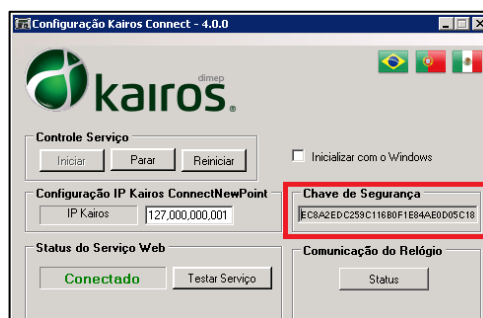 Configuração Kairos Connect - 4.0.0
dimep
kairos.
Controle Serviço
Iniciar Parar Reiniciar
Inicializar com o Windows
Configuração IP Kairos ConnectNewPoint
IP Kairos 127,000,000,001
Chave de Segurança
EC8A2EDC259C116B0F1E84AE0D05C18
Status do Serviço Web
Conectado Testar Serviço
Comunicação do Relógio
Status